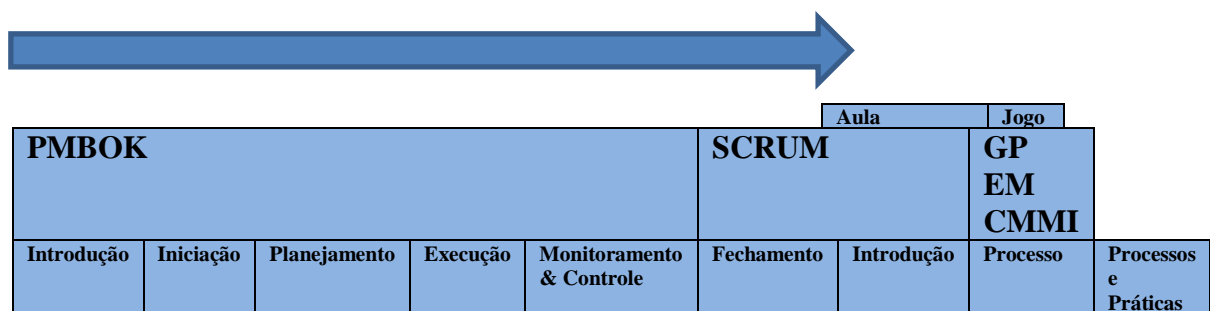 Aula Jogo
PMBOK SCRUM GP
EM
CMMI
Introdução Iniciação Planejamento Execução Monitoramento Fechamento Introdução Processo Processos
& Controle e
Práticas